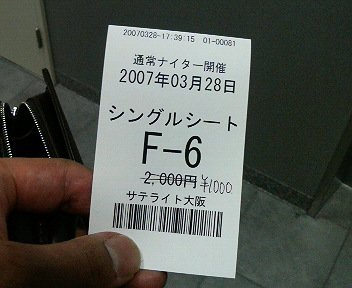 20070328-17:39:15 01-00081
通常ナイター開催
2007年03月28日
シングルシート
F-6
2,000円 ¥1000
サテライト大阪